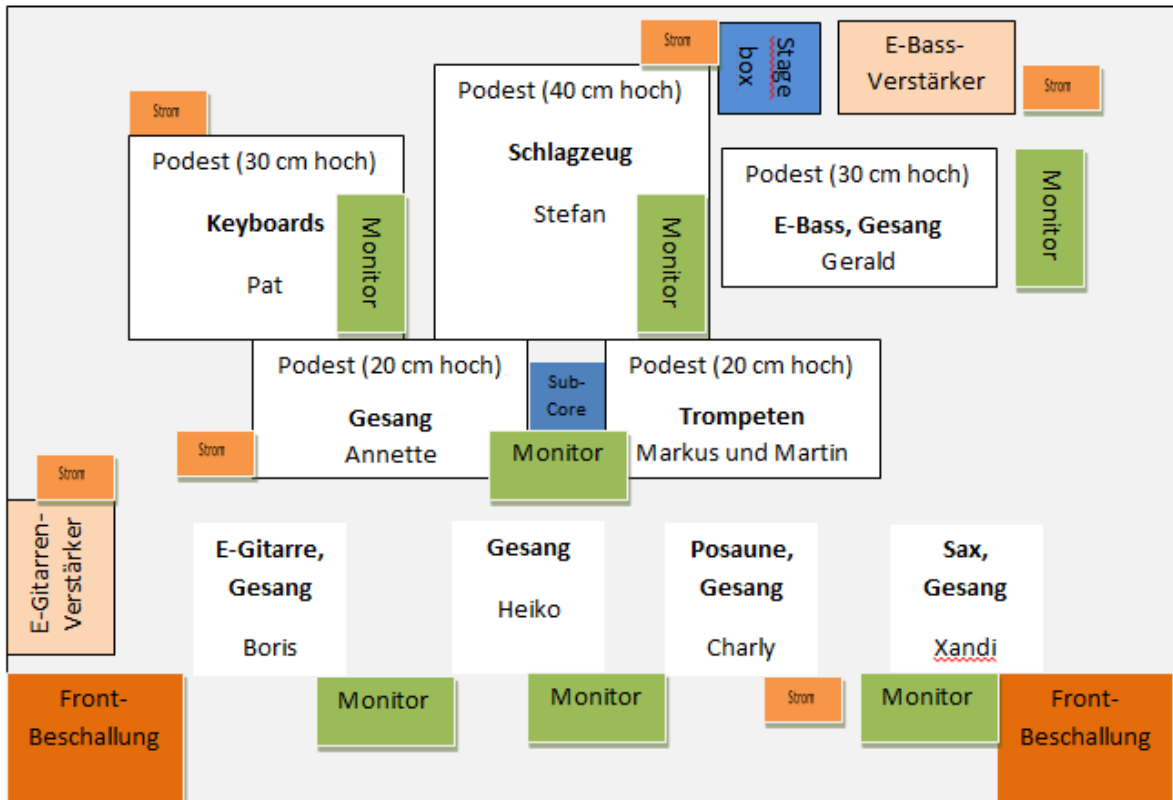 Strom
Stage
box
E-Bass-
Verstärker
Strom
Strom
Podest (40 cm hoch)
Schlagzeug
Stefan
Monitor
Podest (30 cm hoch)
Keyboards
Pat
Monitor
Podest (30 cm hoch)
E-Bass, Gesang
Gerald
Monitor
Podest (20 cm hoch)
Gesang
Annette
Sub-
Core
Podest (20 cm hoch)
Trompeten
Markus und Martin
Strom
Monitor
Strom
E-Gitarren-
Verstärker
E-Gitarre,
Gesang
Boris
Gesang
Heiko
Posaune,
Gesang
Charly
Sax,
Gesang
Xandi
Front-
Beschallung
Monitor
Monitor
Strom
Monitor
Front-
Beschallung